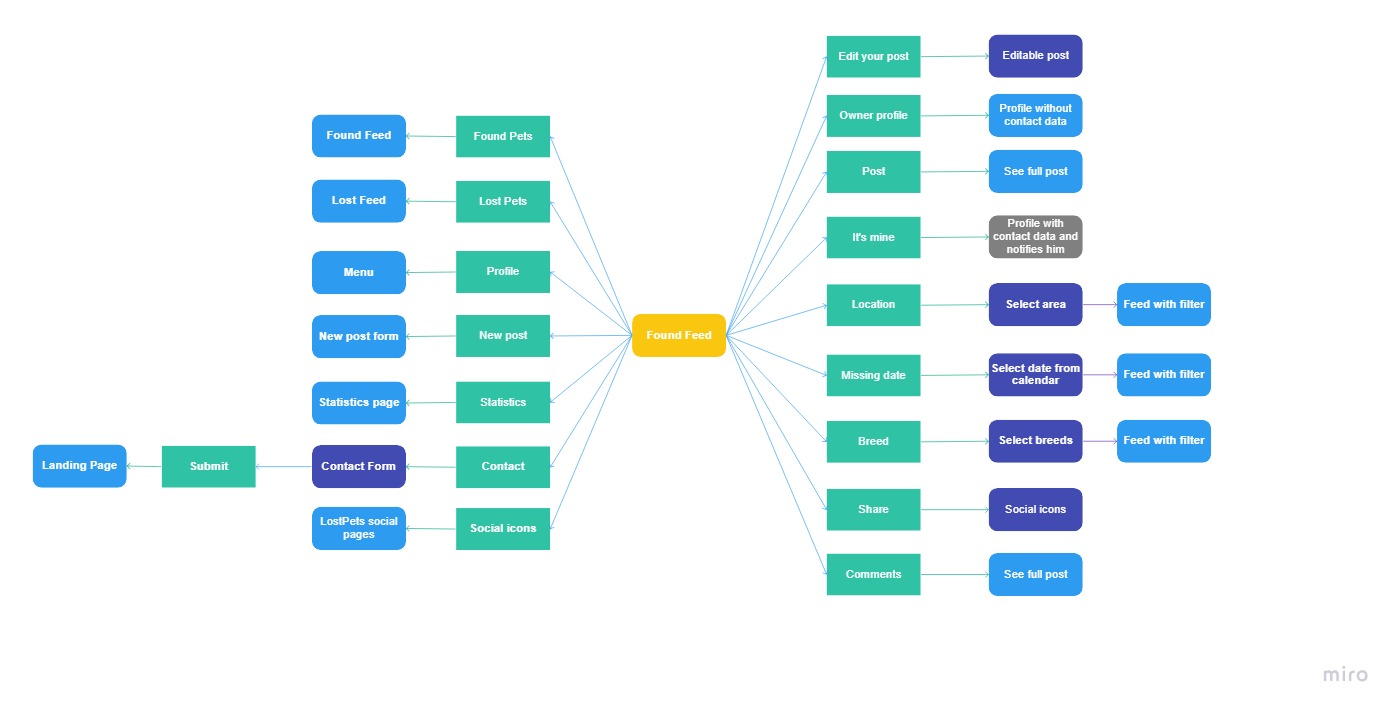 Edit your post
Editable post
Owner profile
Profile without
contact data
Found Feed
Found Pets
Post
See full post
Lost Feed
Lost Pets
It's mine
Profile with
contact data and
notifies him
Menu
Profile
Location
Select area
Feed with filter
New post form
New post
Found Feed
Missing date
Select date from
calendar
Feed with filter
Statistics page
Statistics
Breed
Select breeds
Feed with filter
Landing Page
Submit
Contact Form
Contact
Share
Social icons
LostPets social
pages
Social icons
Comments
See full post
miro